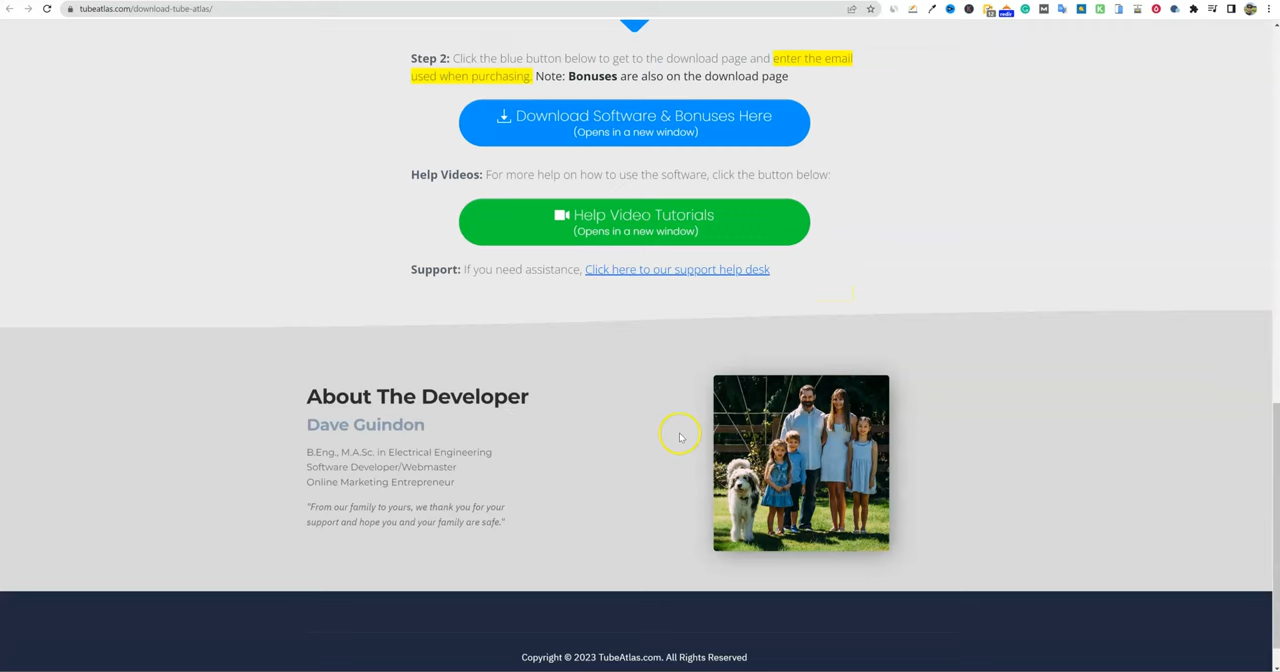 tubeatlas.com/download-tube-atlas/
Step 2: Click the blue button below to get to the download page and enter the email
used when purchasing. Note: Bonuses are also on the download page
Download Software & Bonuses Here
(Opens in a new window)
Help Videos: For more help on how to use the software, click the button below:
Help Video Tutorials
(Opens in a new window)
Support: If you need assistance, Click here to our support help desk
About The Developer
Dave Guindon
B.Eng., M.A.Sc. in Electrical Engineering
Software Developer/Webmaster
Online Marketing Entrepreneur
"From our family to yours, we thank you for your
support and hope you and your family are safe."
Copyright © 2023 TubeAtlas.com. All Rights Reserved